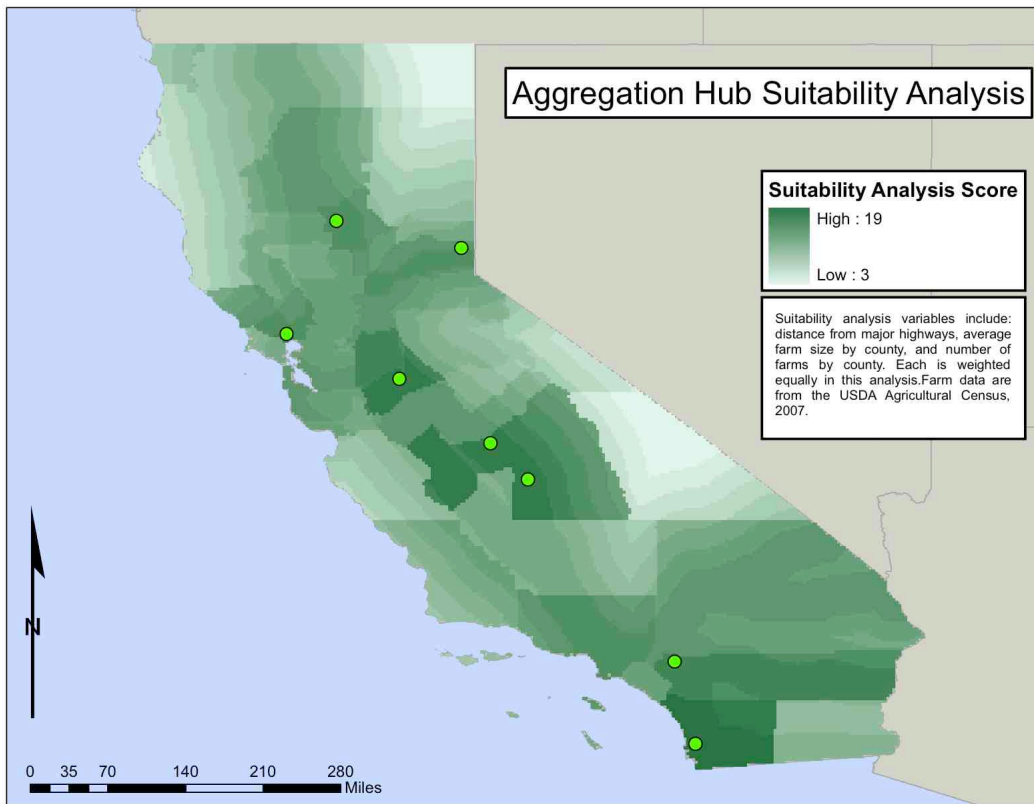 Aggregation Hub Suitability Analysis
Suitability Analysis Score
High : 19
Low : 3
Suitability analysis variables include:
distance from major highways, average
farm size by county, and number of
farms by county. Each is weighted
equally in this analysis.Farm data are
from the USDA Agricultural Census,
2007.
N
0 35 70 140 210 280
Miles